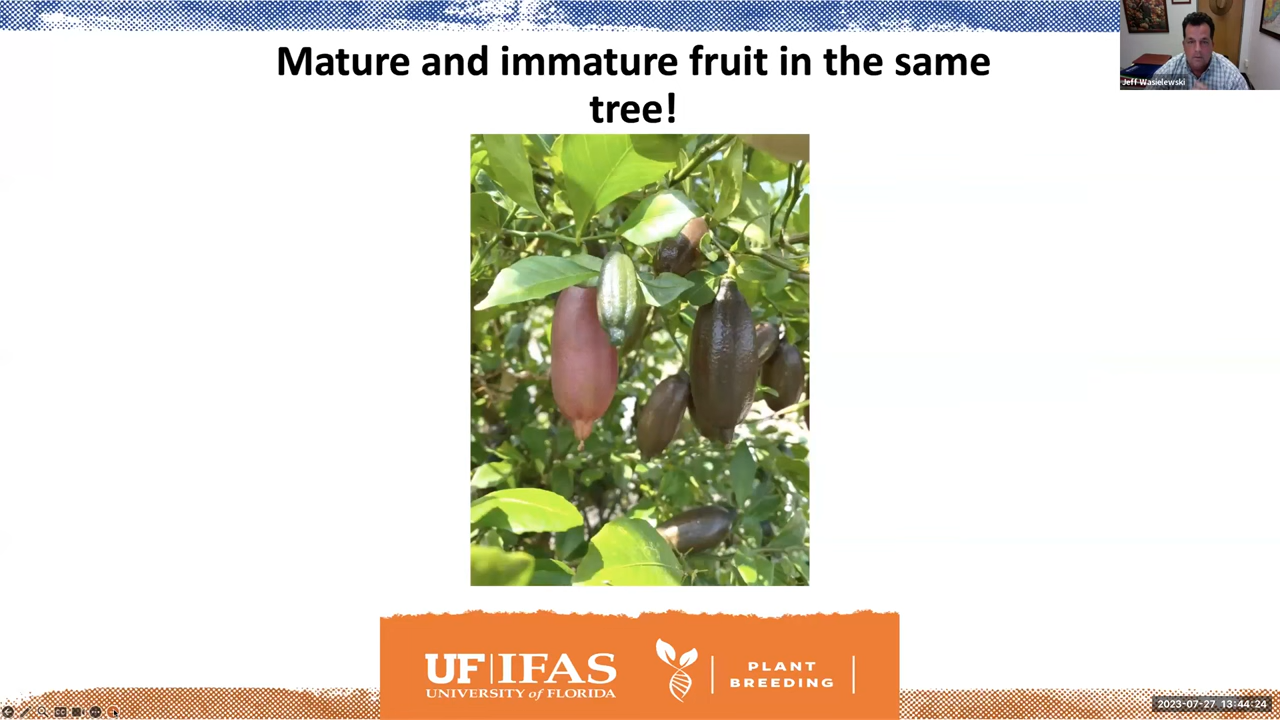 Mature and immature fruit in the same
tree!
Jeff Wasielewski
UF|IFAS
UNIVERSITY of FLORIDA
PLANT
BREEDING
2023-07-27 13:44:24